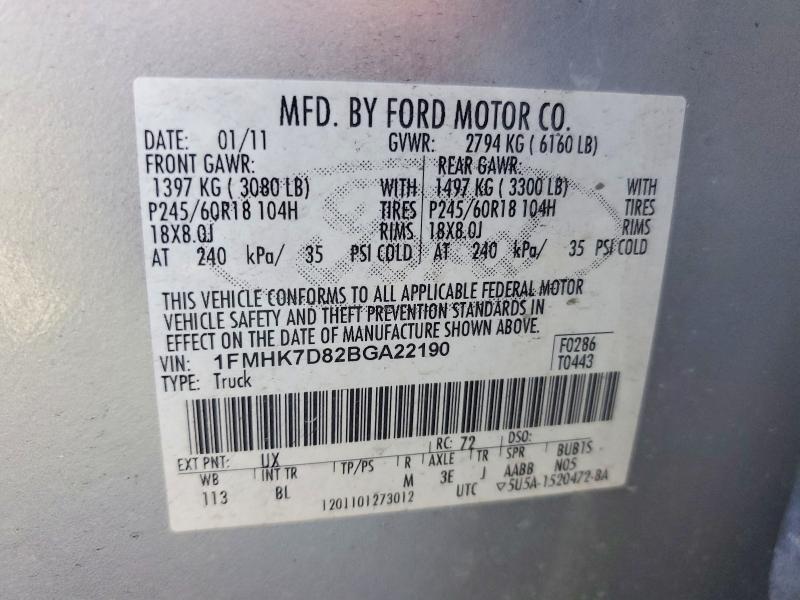 MFD. BY FORD MOTOR CO.
DATE: 01/11 GVWR: 2794 KG ( 6160 LB)
FRONT GAWR: REAR GAWR:
1397 KG ( 3080 LB) WITH 1497 KG ( 3300 LB) WITH
P245/60R18 104H TIRES P245/60R18 104H TIRES
18X8.0J RIMS 18X8.0J RIMS
AT 240 kPa/ 35 PSI COLD AT 240 kPa/ 35 PSI COLD
THIS VEHICLE CONFORMS TO ALL APPLICABLE FEDERAL MOTOR
VEHICLE SAFETY AND THEFT PREVENTION STANDARDS IN
EFFECT ON THE DATE OF MANUFACTURE SHOWN ABOVE.
VIN: 1FMHK7D82BGA22190 F0286
TYPE: Truck T0443
EXT PNT: UX RC: 72 DSO:
WB INT TR TP/PS R AXLE TR SPR BUBTS
113 BL M 3E J AABB N05
1201101273012 UTC ▽5U5A-1520472-BA